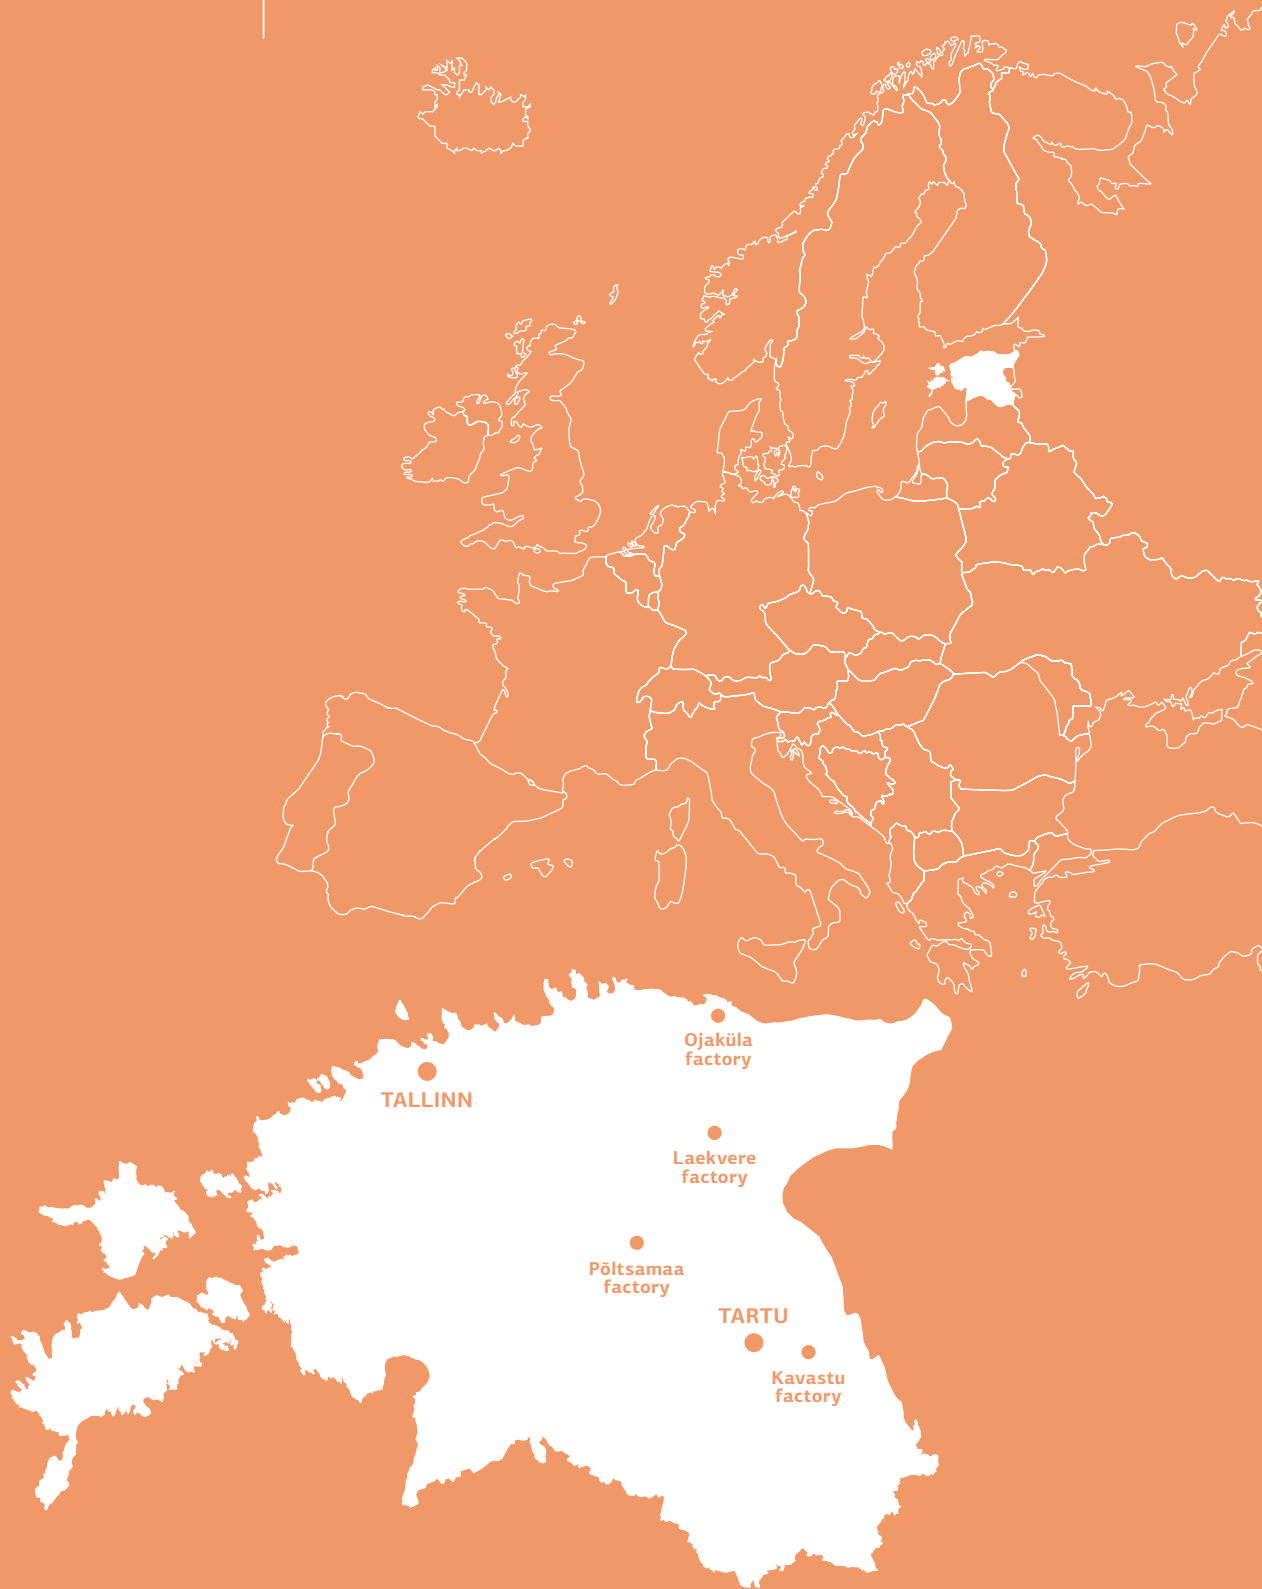 Ojaküla
factory
TALLINN
Laekvere
factory
Põltsamaa
factory
TARTU
Kavastu
factory